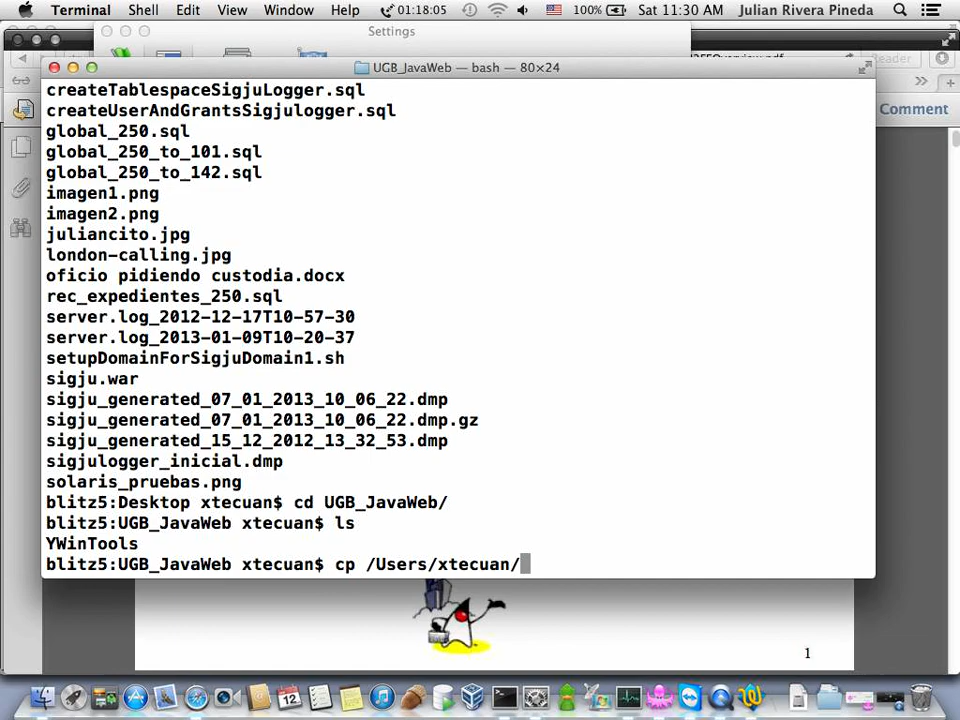 Terminal Shell Edit View Window Help 01:18:05 100% Sat 11:30 AM Julian Rivera Pineda
Settings
Reader
UGB_JavaWeb — bash — 80×24
Comment
createTablespaceSigjuLogger.sql
createUserAndGrantsSigjulogger.sql
global_250.sql
global_250_to_101.sql
global_250_to_142.sql
imagen1.png
imagen2.png
juliancito.jpg
london-calling.jpg
oficio pidiendo custodia.docx
rec_expedientes_250.sql
server.log_2012-12-17T10-57-30
server.log_2013-01-09T10-20-37
setupDomainForSigjuDomain1.sh
sigju.war
sigju_generated_07_01_2013_10_06_22.dmp
sigju_generated_07_01_2013_10_06_22.dmp.gz
sigju_generated_15_12_2012_13_32_53.dmp
sigjulogger_inicial.dmp
solaris_pruebas.png
blitz5:Desktop xtecuan$ cd UGB_JavaWeb/
blitz5:UGB_JavaWeb xtecuan$ ls
YWinTools
blitz5:UGB_JavaWeb xtecuan$ cp /Users/xtecuan/
1
12